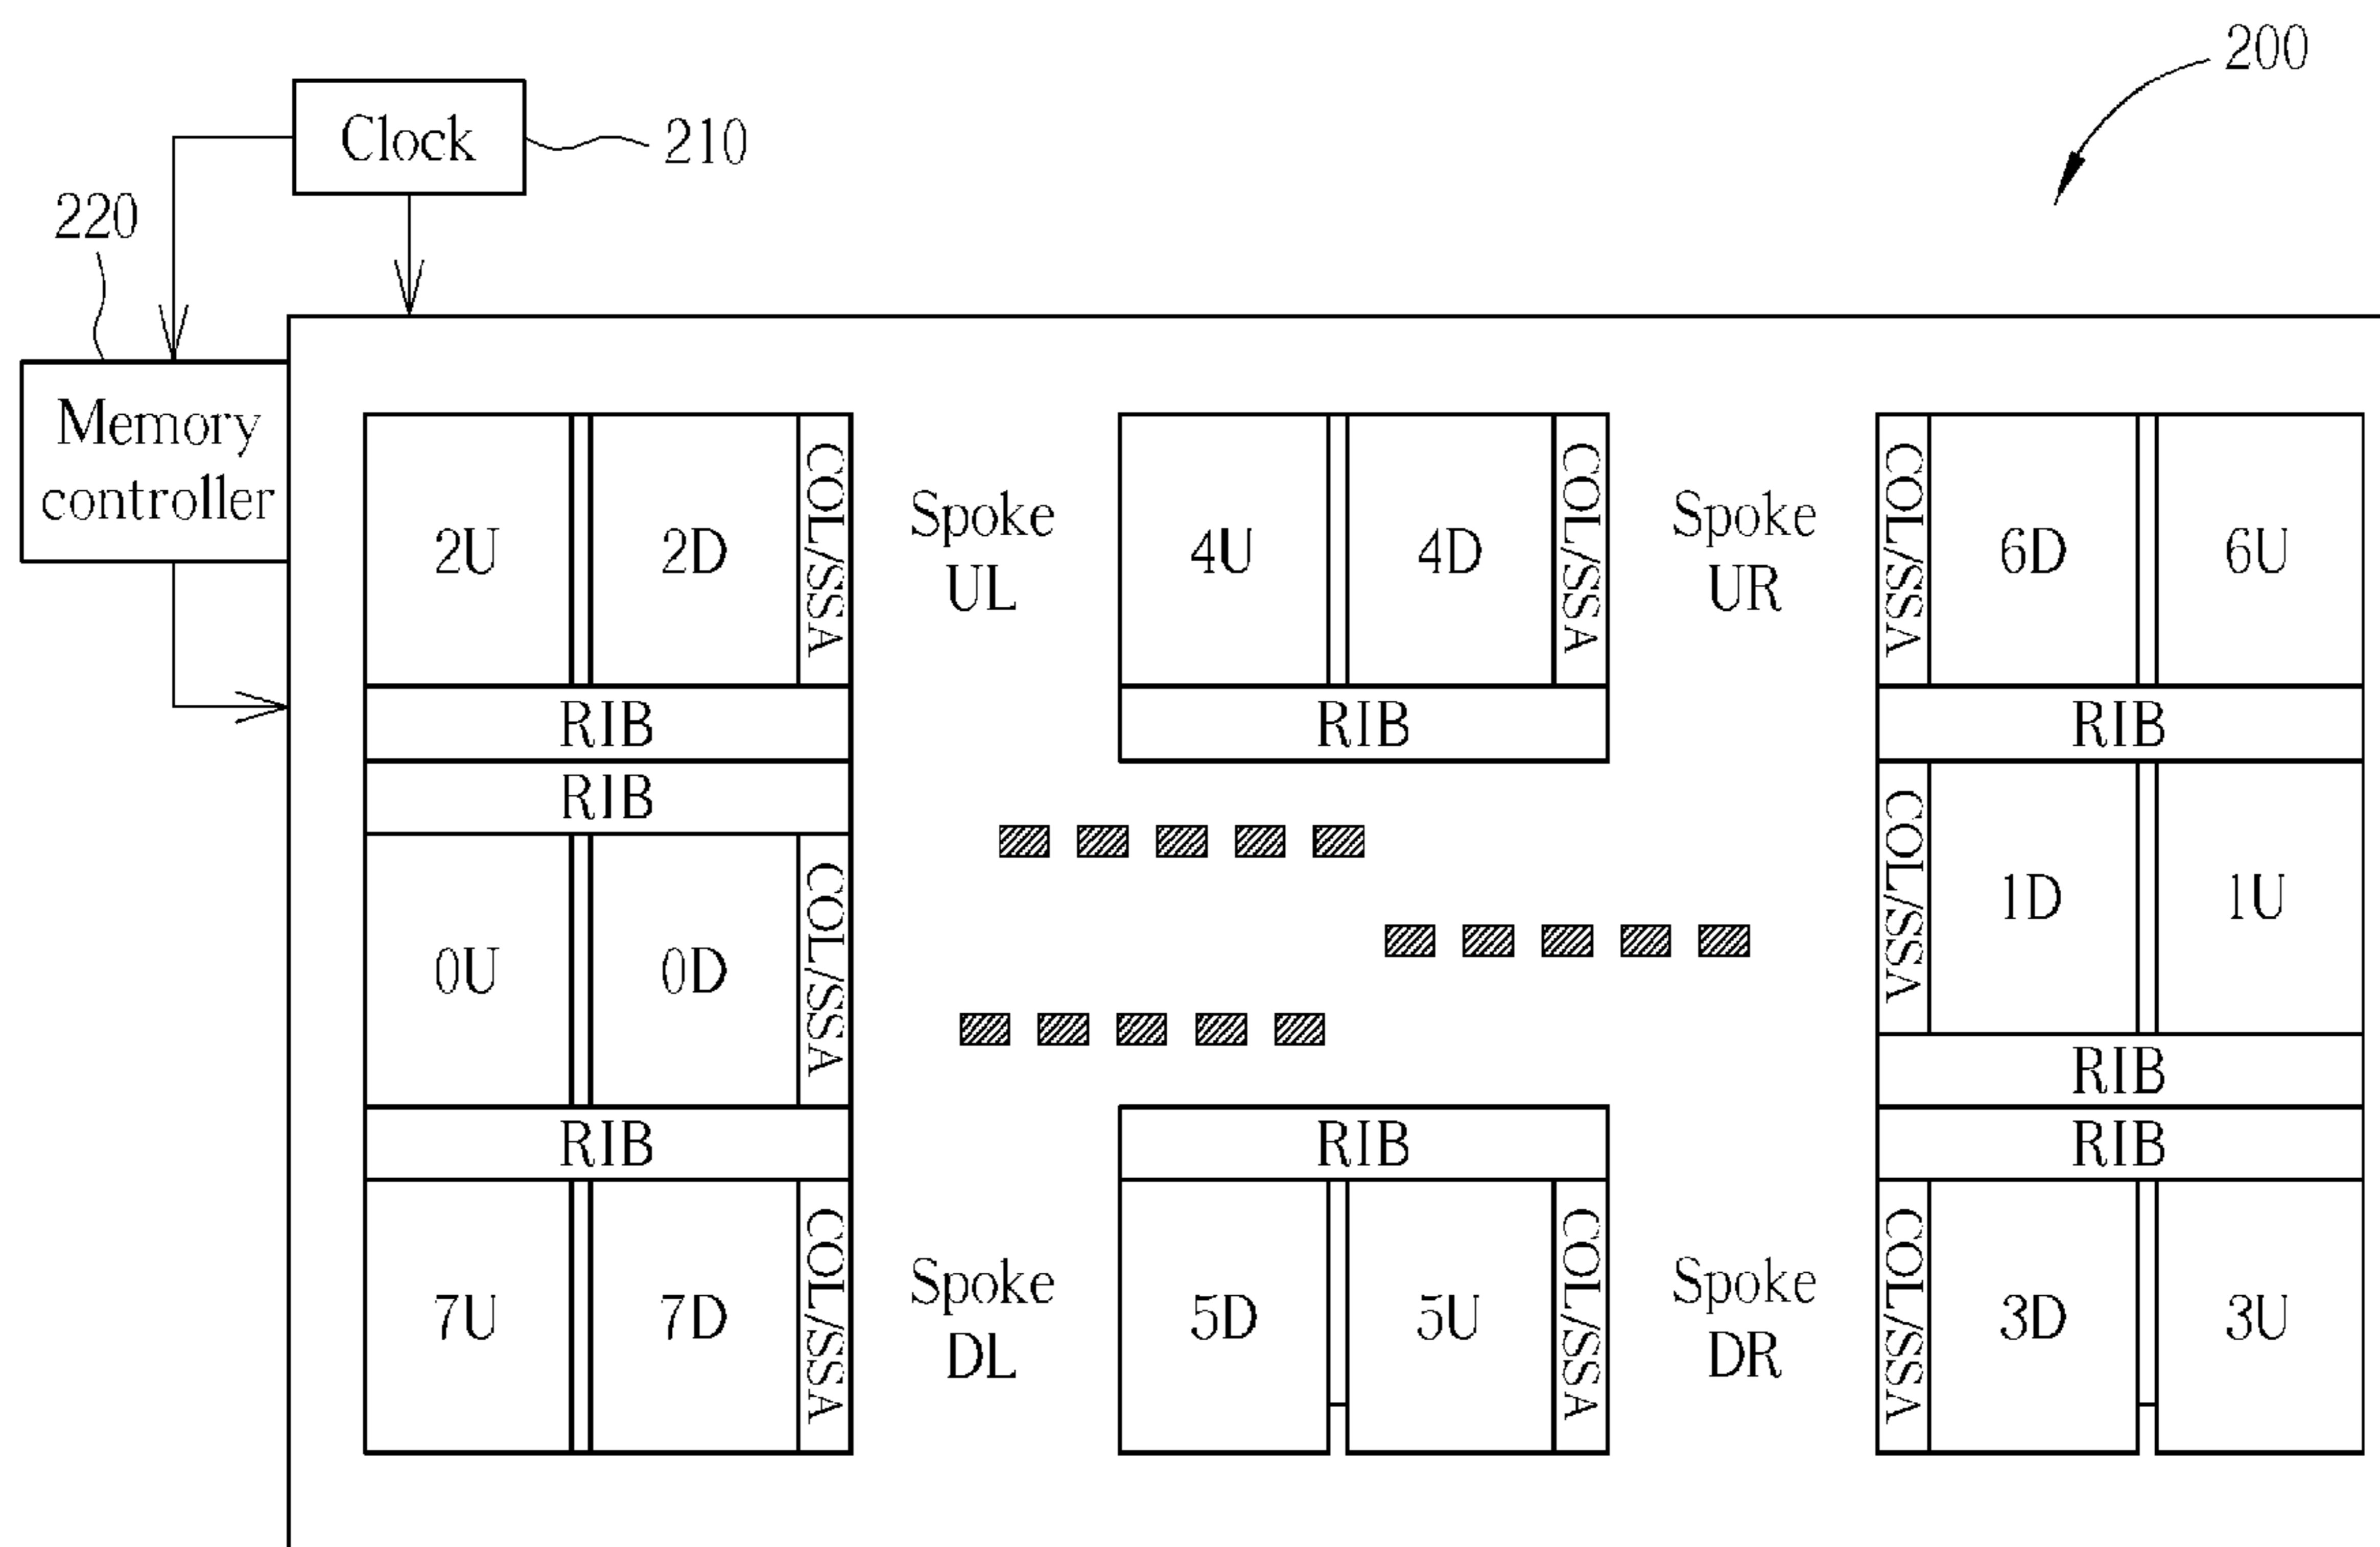 200
Clock
210
220
Memory
controller
2U
2D
COL/SSA
Spoke
UL
4U
4D
COL/SSA
Spoke
UR
COL/SSA
6D
6U
RIB
RIB
RIB
RIB
0U
0D
COL/SSA
COL/SSA
1D
1U
RIB
RIB
RIB
RIB
7U
7D
COL/SSA
Spoke
DL
5D
5U
COL/SSA
Spoke
DR
COL/SSA
3D
3U